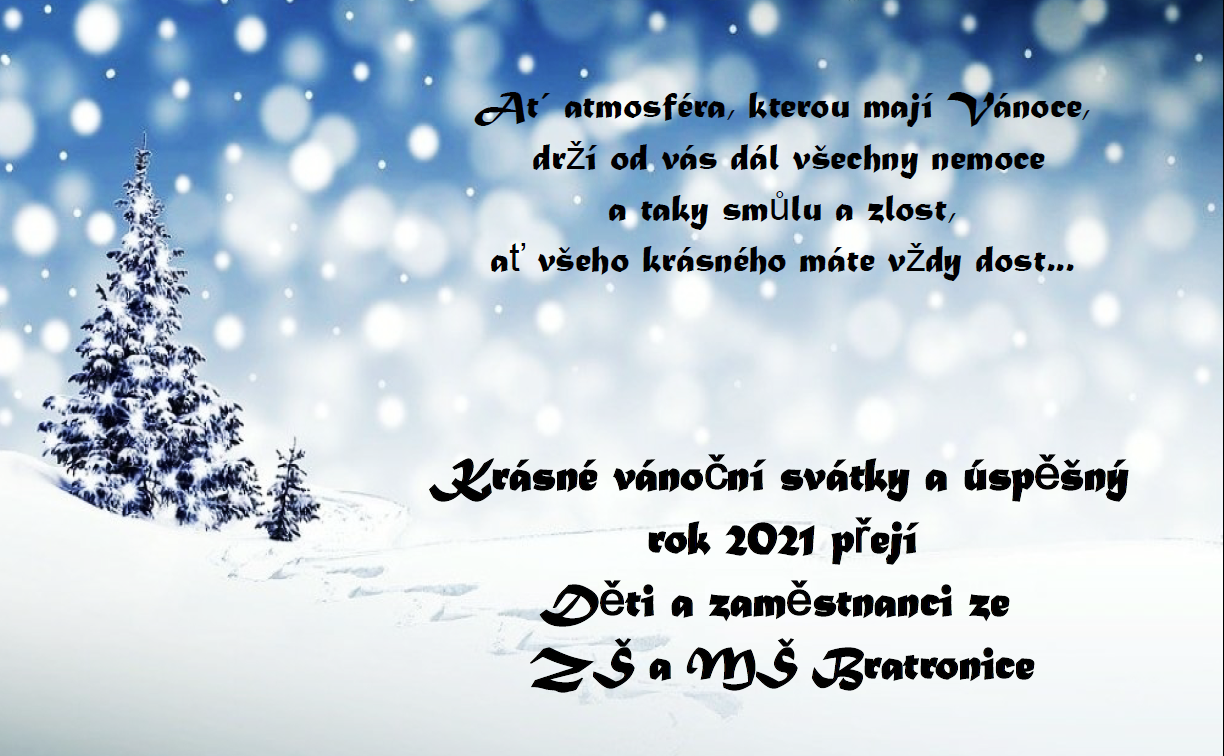 Ať atmosféra, kterou mají Vánoce,
drží od vás dál všechny nemoce
a taky smůlu a zlost,
ať všeho krásného máte vždy dost...
Krásné vánoční svátky a úspěšný
rok 2021 přejí
Děti a zaměstnanci ze
ZŠ a MŠ Bratronice